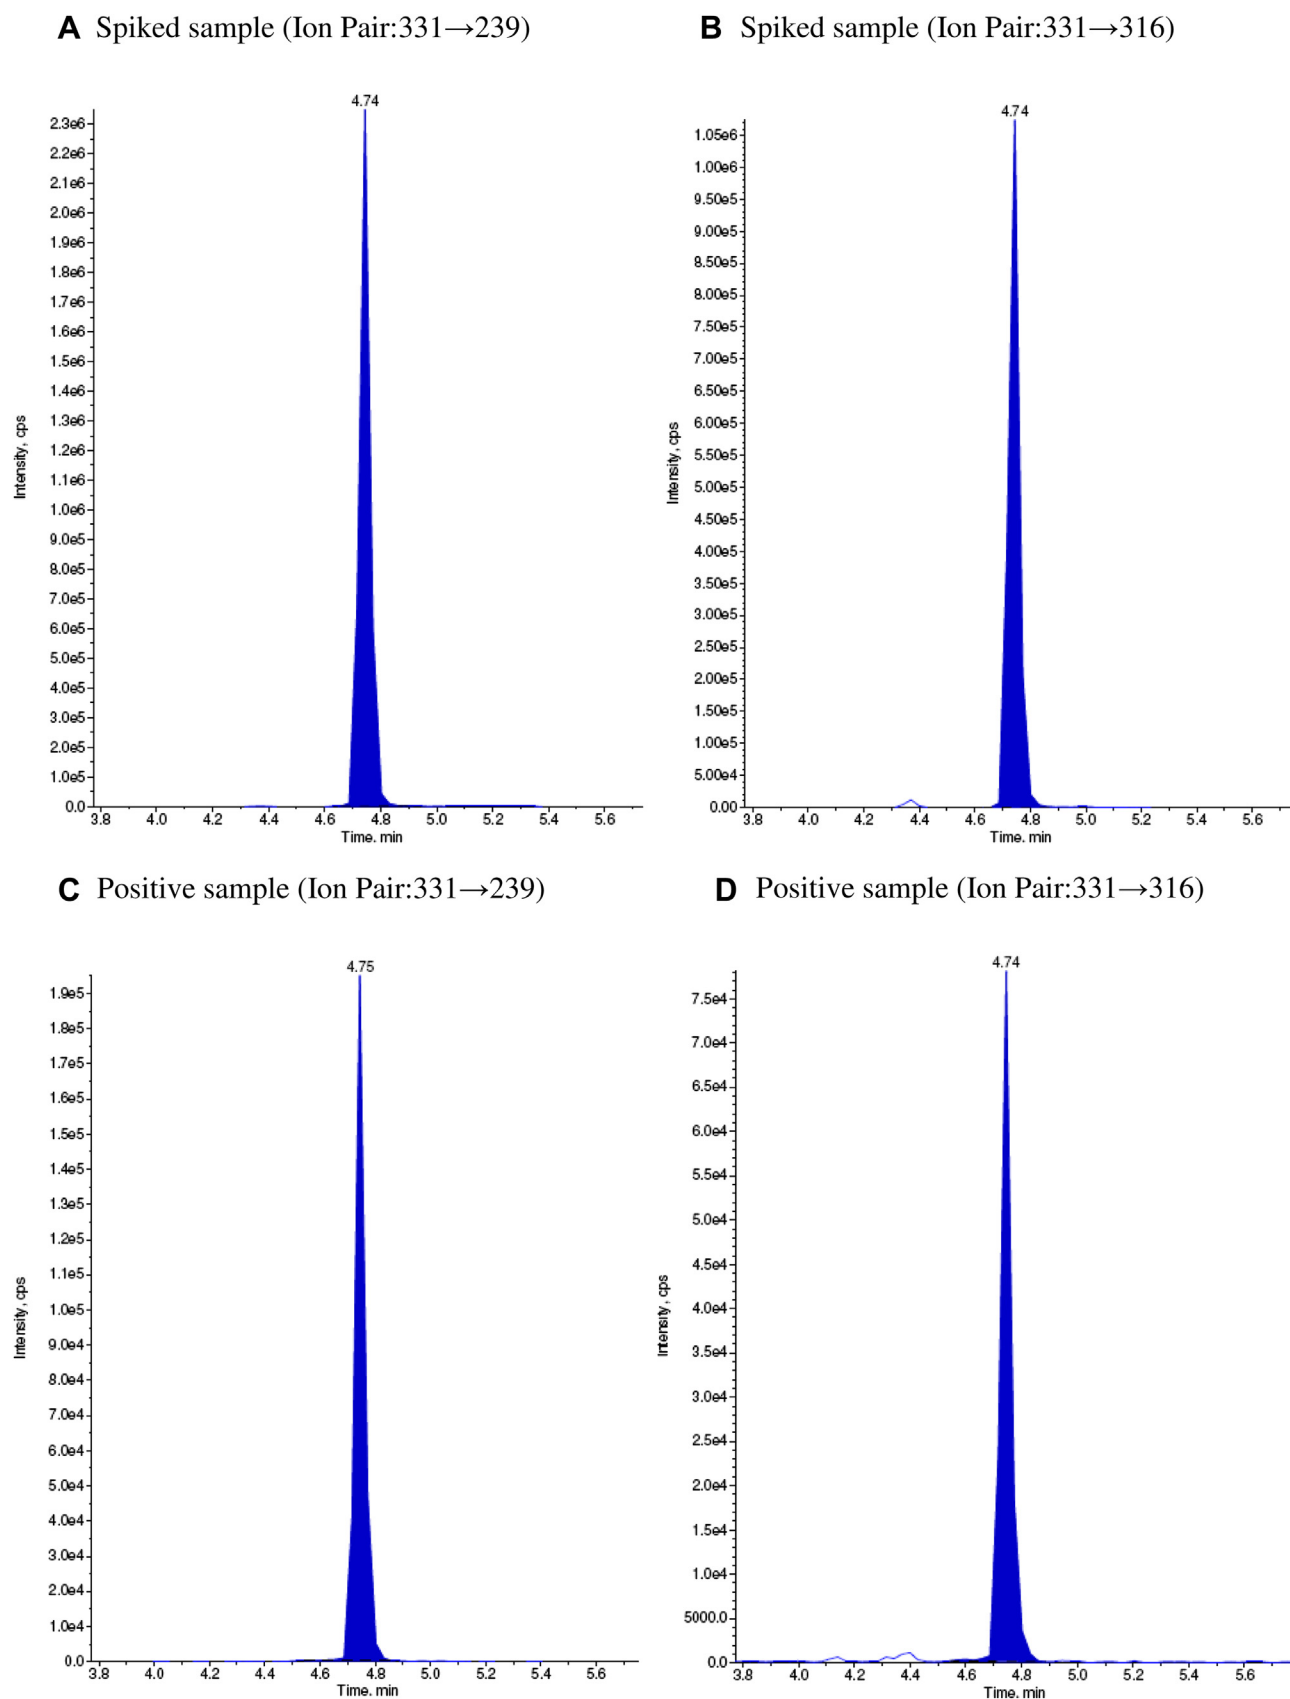 A Spiked sample (Ion Pair:331→239)
4.74
2.3e6
2.2e6
2.1e6
2.0e6
1.9e6
1.8e6
1.7e6
1.6e6
1.5e6
1.4e6
1.3e6
1.2e6
1.1e6
1.0e6
9.0e5
8.0e5
7.0e5
6.0e5
5.0e5
4.0e5
3.0e5
2.0e5
1.0e5
0.0
Intensity, cps
3.8 4.0 4.2 4.4 4.6 4.8 5.0 5.2 5.4 5.6
Time. min
B Spiked sample (Ion Pair:331→316)
4.74
1.05e6
1.00e6
9.50e5
9.00e5
8.50e5
8.00e5
7.50e5
7.00e5
6.50e5
6.00e5
5.50e5
5.00e5
4.50e5
4.00e5
3.50e5
3.00e5
2.50e5
2.00e5
1.50e5
1.00e5
5.00e4
0.00
Intensity, cps
3.8 4.0 4.2 4.4 4.6 4.8 5.0 5.2 5.4 5.6
Time. min
C Positive sample (Ion Pair:331→239)
4.75
1.9e5
1.8e5
1.7e5
1.6e5
1.5e5
1.4e5
1.3e5
1.2e5
1.1e5
1.0e5
9.0e4
8.0e4
7.0e4
6.0e4
5.0e4
4.0e4
3.0e4
2.0e4
1.0e4
0.0
Intensity, cps
3.8 4.0 4.2 4.4 4.6 4.8 5.0 5.2 5.4 5.6
Time. min
D Positive sample (Ion Pair:331→316)
4.74
7.5e4
7.0e4
6.5e4
6.0e4
5.5e4
5.0e4
4.5e4
4.0e4
3.5e4
3.0e4
2.5e4
2.0e4
1.5e4
1.0e4
5000.0
0.0
Intensity, cps
3.8 4.0 4.2 4.4 4.6 4.8 5.0 5.2 5.4 5.6
Time. min